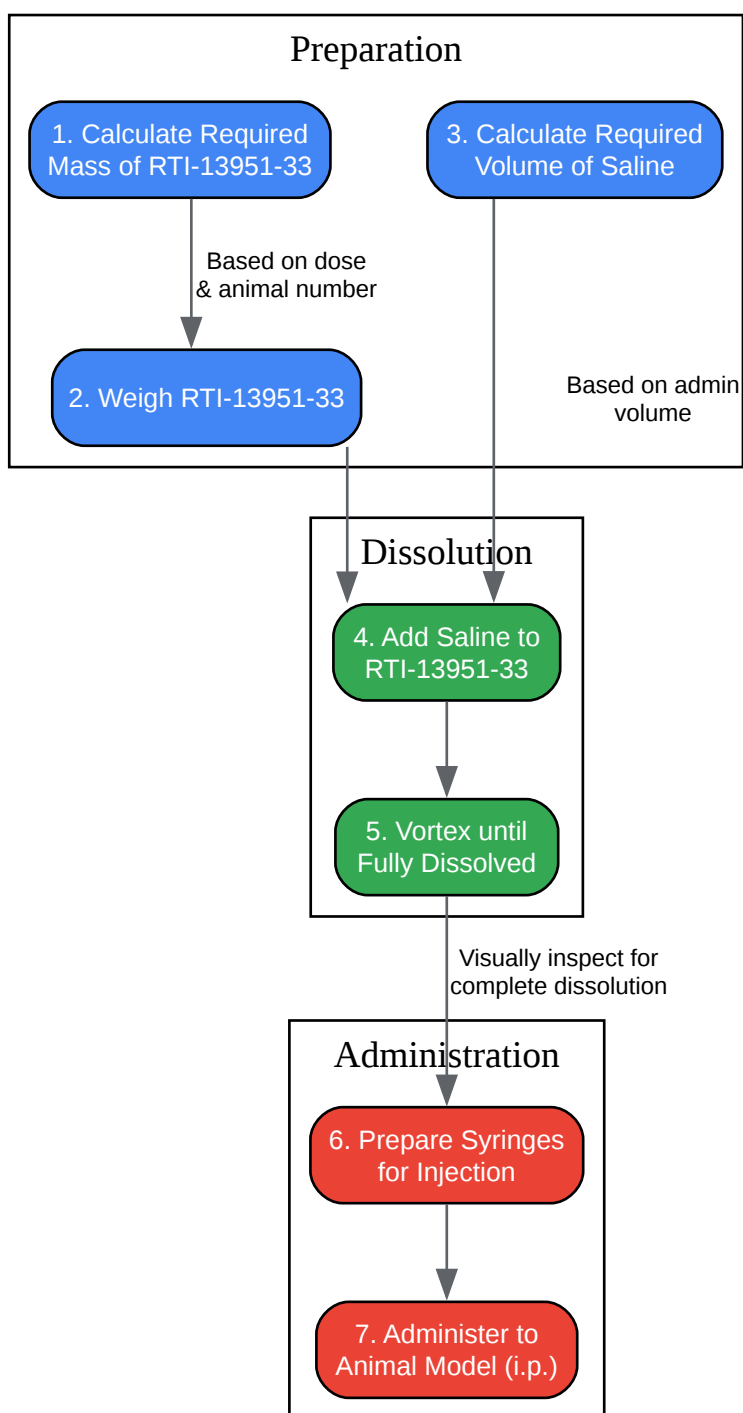 Preparation
1. Calculate Required
Mass of RTI-13951-33
3. Calculate Required
Volume of Saline
Based on dose
& animal number
2. Weigh RTI-13951-33
Based on admin
volume
Dissolution
4. Add Saline to
RTI-13951-33
5. Vortex until
Fully Dissolved
Visually inspect for
complete dissolution
Administration
6. Prepare Syringes
for Injection
7. Administer to
Animal Model (i.p.)